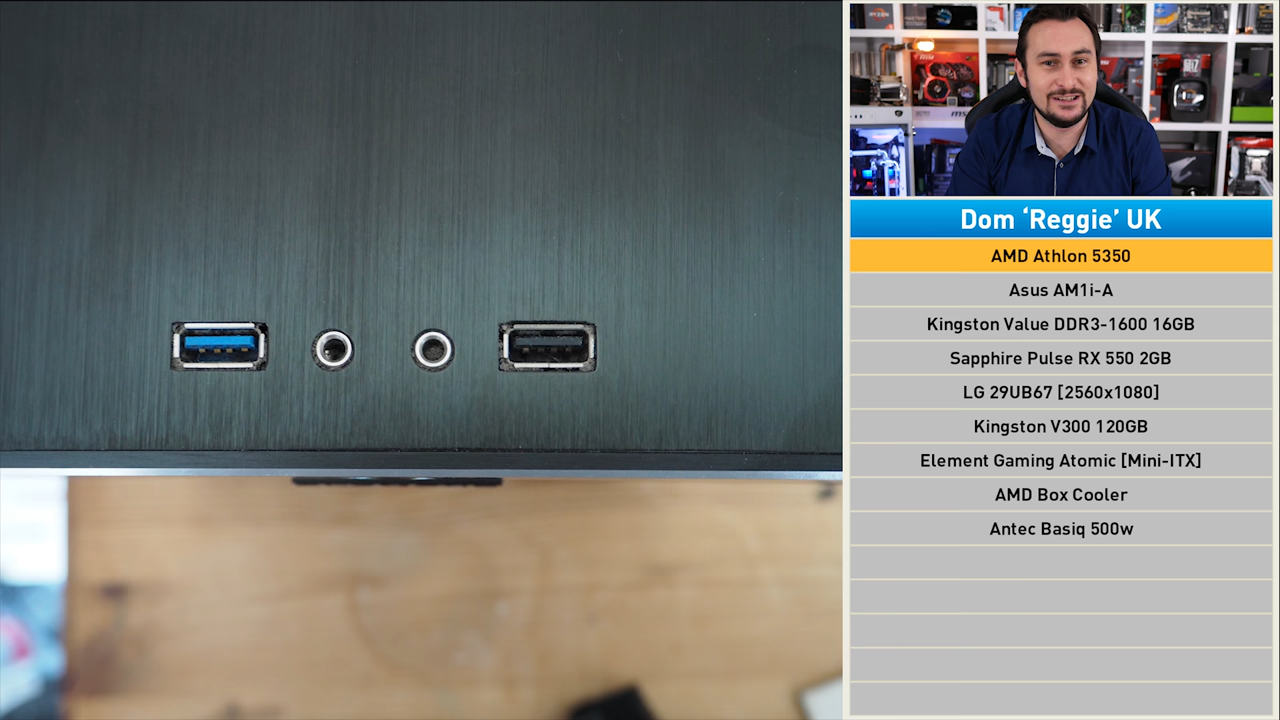 Dom ‘Reggie’ UK
AMD Athlon 5350
Asus AM1i-A
Kingston Value DDR3-1600 16GB
Sapphire Pulse RX 550 2GB
LG 29UB67 [2560x1080]
Kingston V300 120GB
Element Gaming Atomic [Mini-ITX]
AMD Box Cooler
Antec Basiq 500w